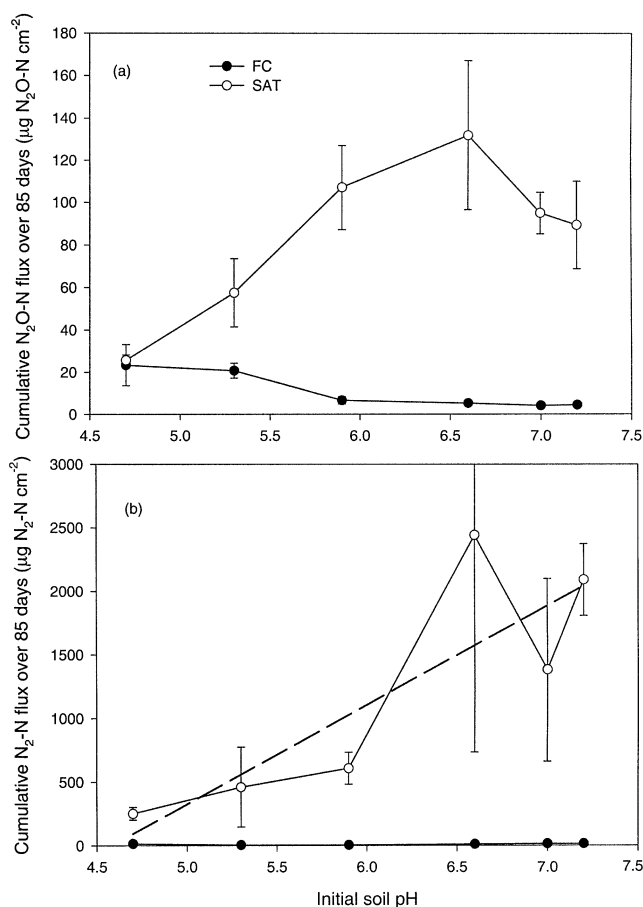 Cumulative N₂O-N flux over 85 days (µg N₂O-N cm⁻²)
180
160
140
120
100
80
60
40
20
0
(a)
FC
SAT
4.5 5.0 5.5 6.0 6.5 7.0 7.5
Cumulative N₂-N flux over 85 days (µg N₂-N cm⁻²)
3000
2500
2000
1500
1000
500
0
(b)
4.5 5.0 5.5 6.0 6.5 7.0 7.5
Initial soil pH